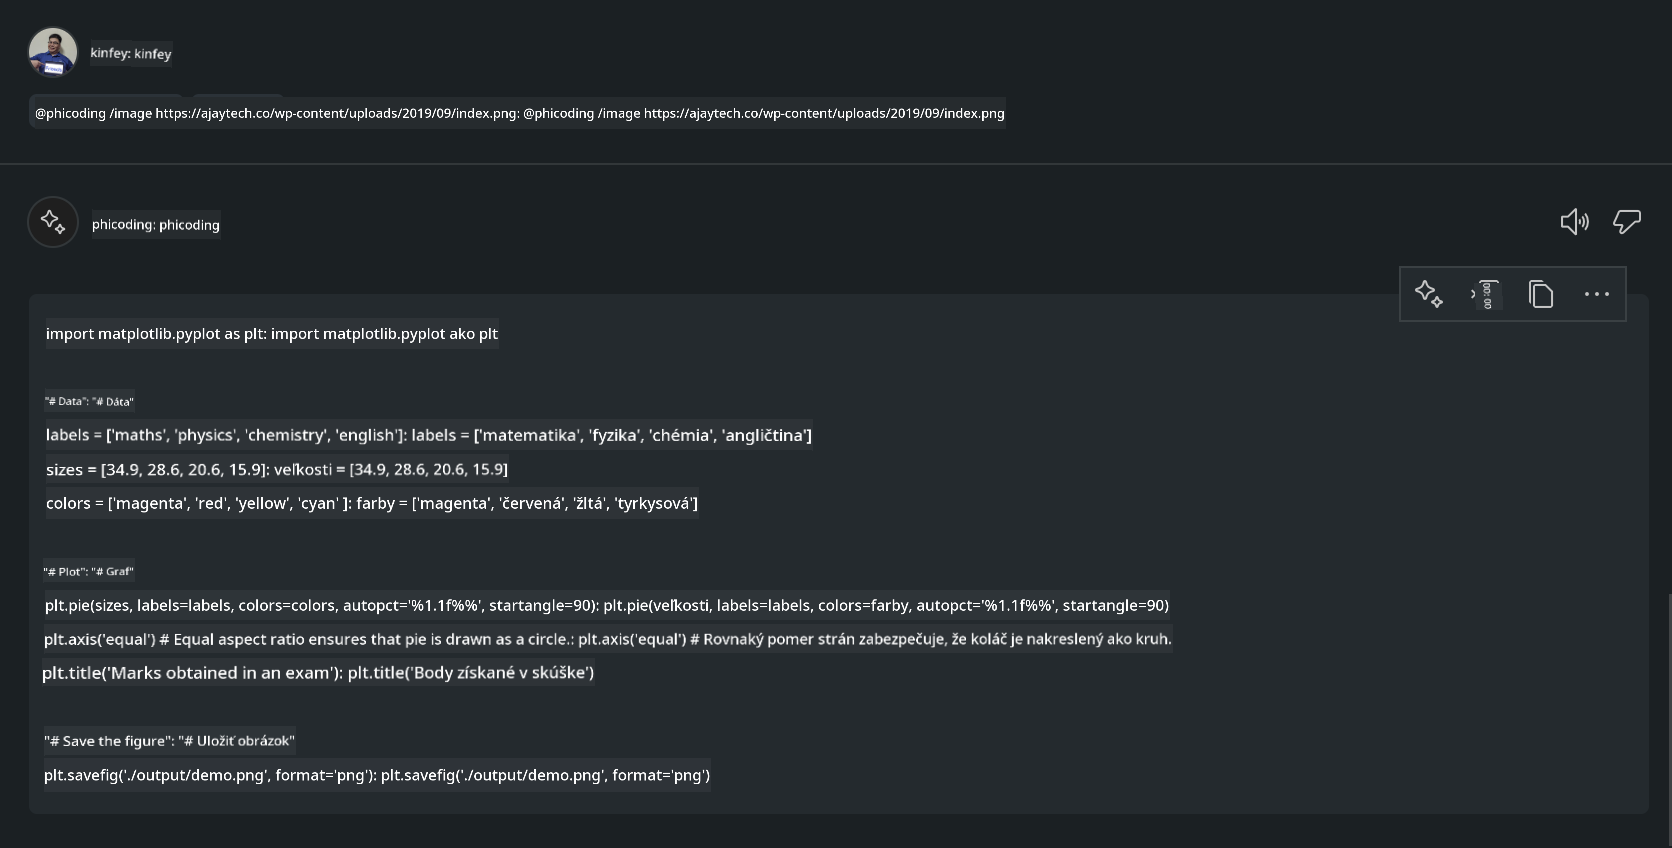 kinfey: kinfey
@phicoding /image https://ajaytech.co/wp-content/uploads/2019/09/index.png: @phicoding /image https://ajaytech.co/wp-content/uploads/2019/09/index.png
phicoding: phicoding
import matplotlib.pyplot as plt: import matplotlib.pyplot ako plt
"# Data": "# Dáta"
labels = ['maths', 'physics', 'chemistry', 'english']: labels = ['matematika', 'fyzika', 'chémia', 'angličtina']
sizes = [34.9, 28.6, 20.6, 15.9]: veľkosti = [34.9, 28.6, 20.6, 15.9]
colors = ['magenta', 'red', 'yellow', 'cyan' ]: farby = ['magenta', 'červená', 'žltá', 'tyrkysová']
"# Plot": "# Graf"
plt.pie(sizes, labels=labels, colors=colors, autopct='%1.1f%%', startangle=90): plt.pie(veľkosti, labels=labels, colors=farby, autopct='%1.1f%%', startangle=90)
plt.axis('equal') # Equal aspect ratio ensures that pie is drawn as a circle.: plt.axis('equal') # Rovnaký pomer strán zabezpečuje, že koláč je nakreslený ako kruh.
plt.title('Marks obtained in an exam'): plt.title('Body získané v skúške')
"# Save the figure": "# Uložiť obrázok"
plt.savefig('./output/demo.png', format='png'): plt.savefig('./output/demo.png', format='png')